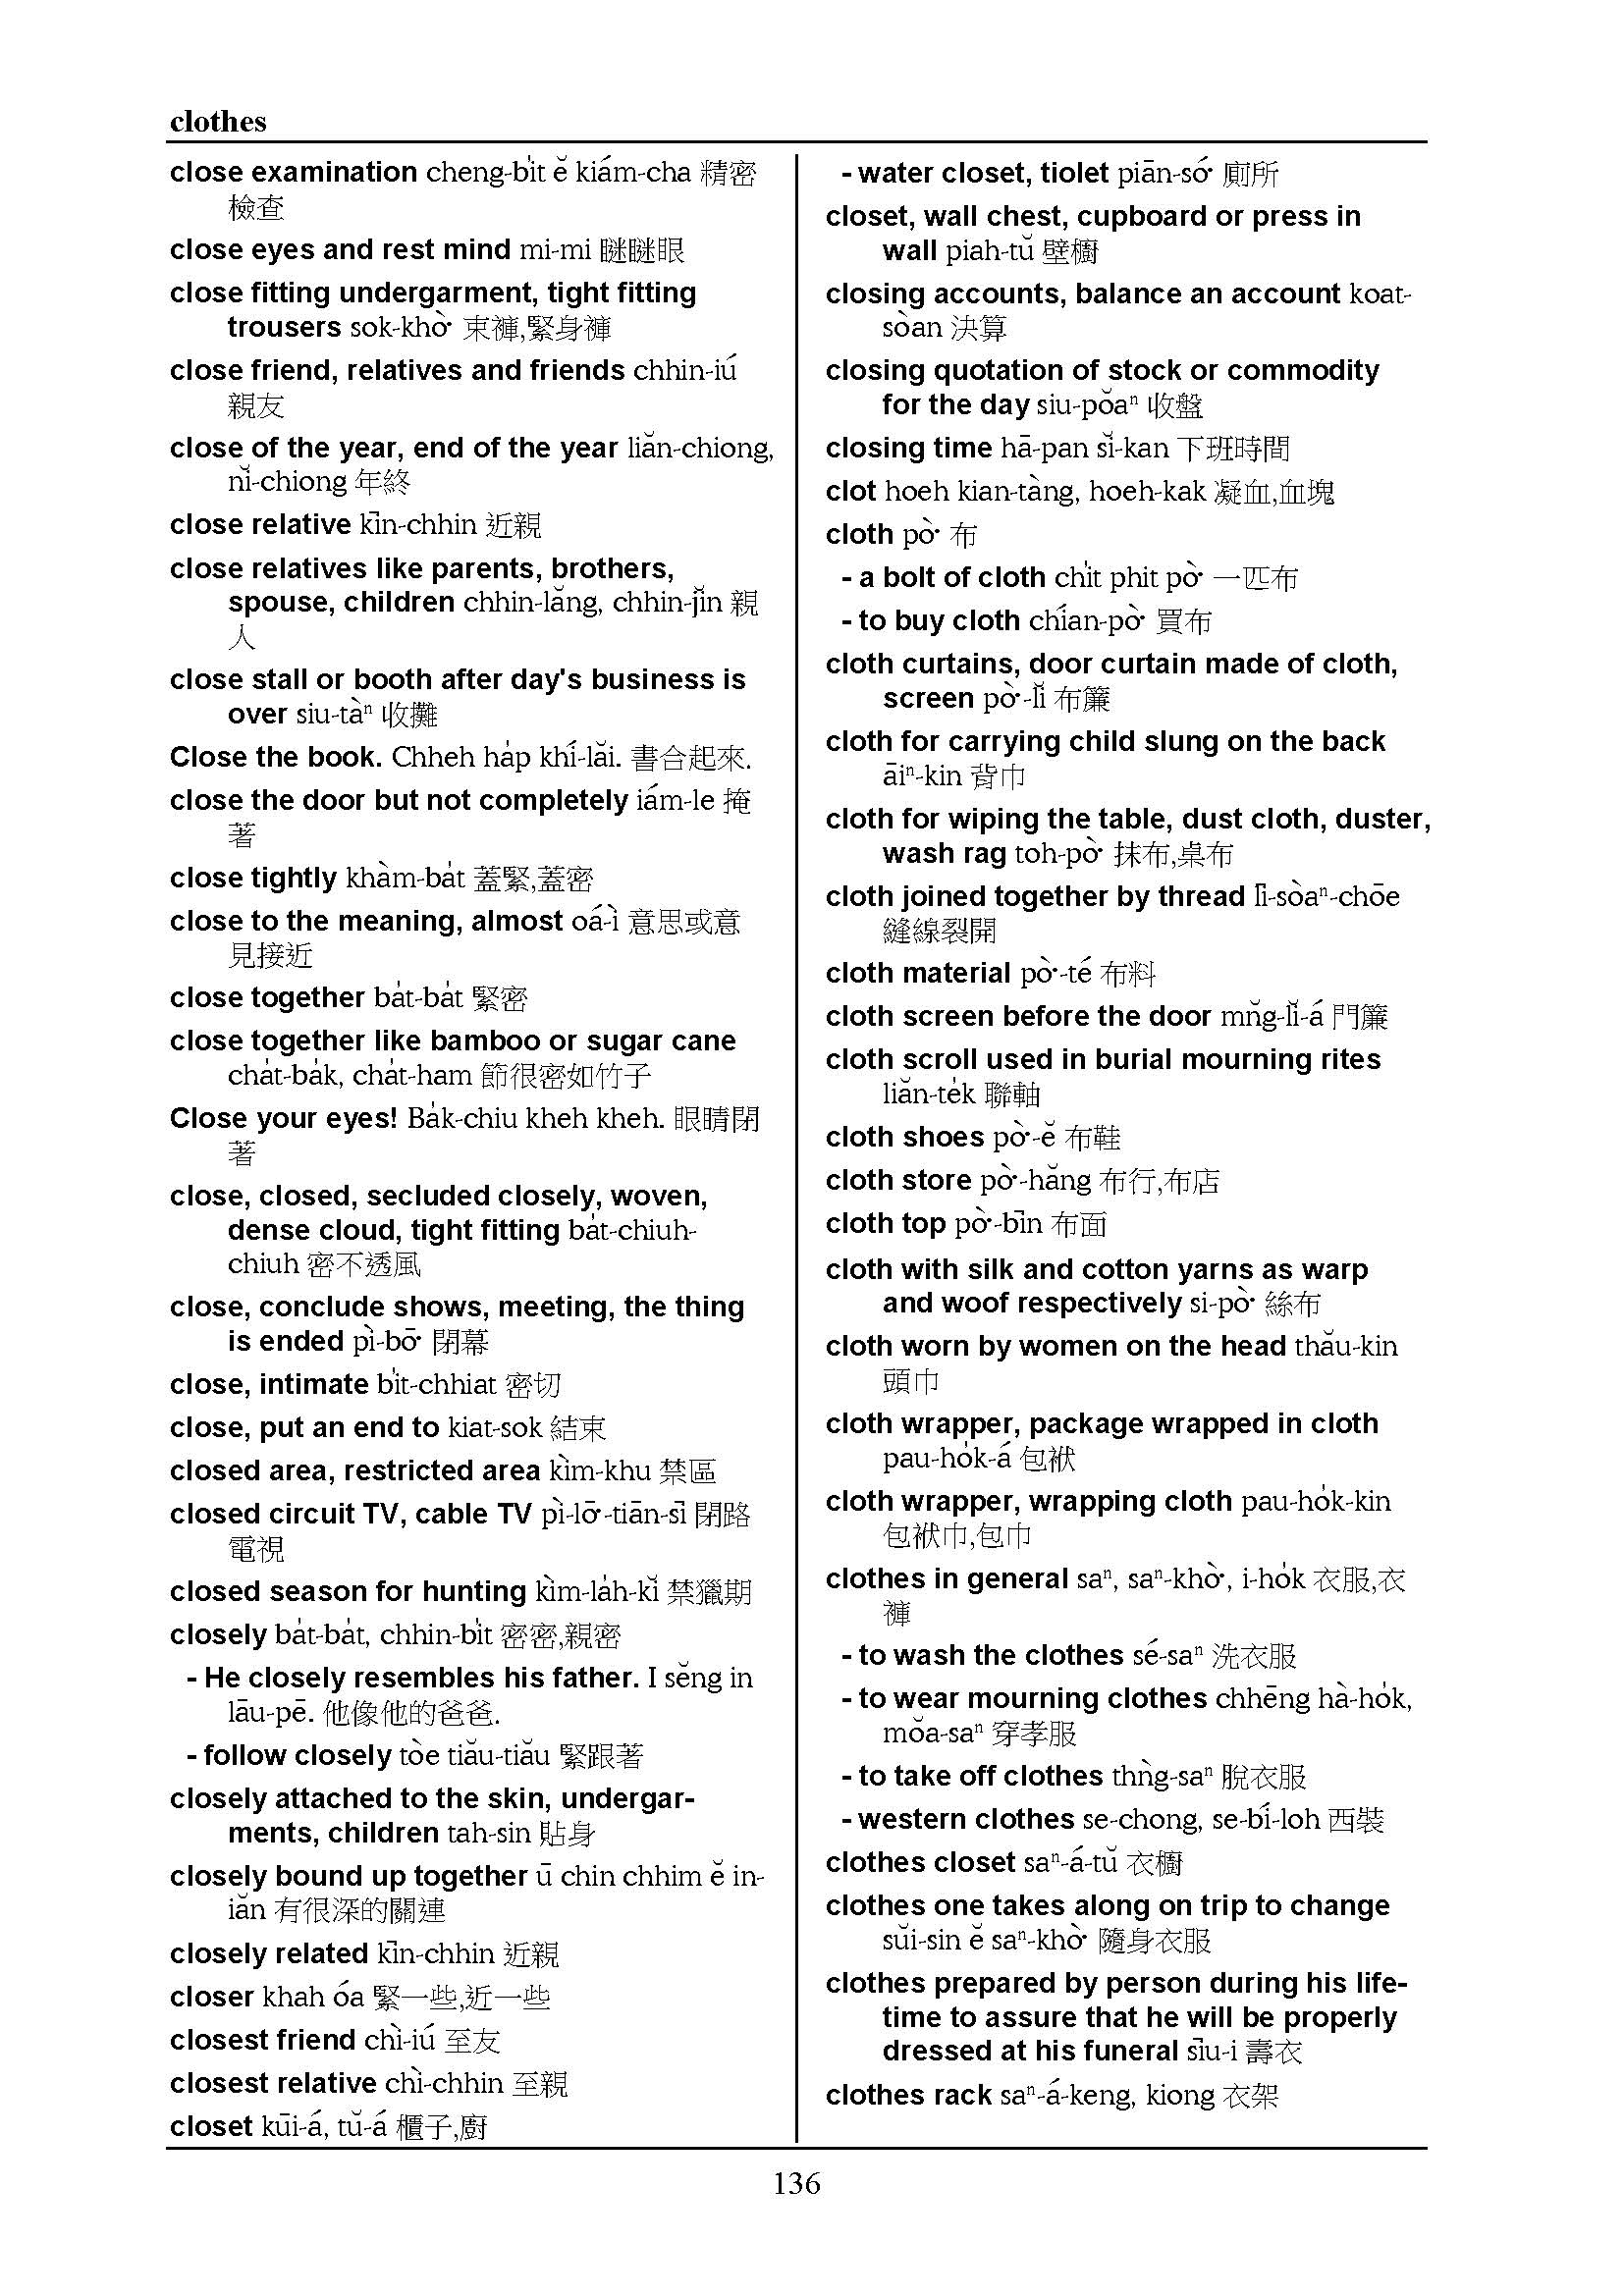 clothes
close examination cheng-bi̍t ĕ kiám-cha 精密
檢查
close eyes and rest mind mi-mi 瞇瞇眼
close fitting undergarment, tight fitting
trousers sok-khò͘ 束褲,緊身褲
close friend, relatives and friends chhin-iú
親友
close of the year, end of the year liăn-chiong,
nĭ-chiong 年終
close relative kīn-chhin 近親
close relatives like parents, brothers,
spouse, children chhin-lăng, chhin-jĭn 親
人
close stall or booth after day's business is
over siu-tàⁿ 收攤
Close the book. Chheh ha̍p khí-lăi. 書合起來.
close the door but not completely iám-le 掩
著
close tightly khàm-ba̍t 蓋緊,蓋密
close to the meaning, almost oá-ì 意思或意
見接近
close together ba̍t-ba̍t 緊密
close together like bamboo or sugar cane
cha̍t-ba̍k, cha̍t-ham 節很密如竹子
Close your eyes! Ba̍k-chiu kheh kheh. 眼睛閉
著
close, closed, secluded closely, woven,
dense cloud, tight fitting ba̍t-chiuh-
chiuh 密不透風
close, conclude shows, meeting, the thing
is ended pì-bō͘ 閉幕
close, intimate bi̍t-chhiat 密切
close, put an end to kiat-sok 結束
closed area, restricted area kìm-khu 禁區
closed circuit TV, cable TV pì-lō͘-tiān-sī 閉路
電視
closed season for hunting kìm-la̍h-kĭ 禁獵期
closely ba̍t-ba̍t, chhin-bi̍t 密密,親密
- He closely resembles his father. I sĕng in
lāu-pē. 他像他的爸爸.
- follow closely tòe tiău-tiău 緊跟著
closely attached to the skin, undergar-
ments, children tah-sin 貼身
closely bound up together ū chin chhim ĕ in-
iăn 有很深的關連
closely related kīn-chhin 近親
closer khah óa 緊一些,近一些
closest friend chì-iú 至友
closest relative chì-chhin 至親
closet kūi-á, tŭ-á 櫃子,廚
- water closet, tiolet piān-só͘ 廁所
closet, wall chest, cupboard or press in
wall piah-tŭ 壁櫥
closing accounts, balance an account koat-
sòan 決算
closing quotation of stock or commodity
for the day siu-pŏaⁿ 收盤
closing time hā-pan sĭ-kan 下班時間
clot hoeh kian-tàng, hoeh-kak 凝血,血塊
cloth pò͘ 布
- a bolt of cloth chi̍t phit pò͘ 一匹布
- to buy cloth chían-pò͘ 買布
cloth curtains, door curtain made of cloth,
screen pò͘-lĭ 布簾
cloth for carrying child slung on the back
āiⁿ-kin 背巾
cloth for wiping the table, dust cloth, duster,
wash rag toh-pò͘ 抹布,桌布
cloth joined together by thread lī-sòaⁿ-chōe
縫線裂開
cloth material pò͘-té 布料
cloth screen before the door mn̆g-lĭ-á 門簾
cloth scroll used in burial mourning rites
liăn-te̍k 聯軸
cloth shoes pò͘-ĕ 布鞋
cloth store pò͘-hăng 布行,布店
cloth top pò͘-bīn 布面
cloth with silk and cotton yarns as warp
and woof respectively si-pò͘ 絲布
cloth worn by women on the head thău-kin
頭巾
cloth wrapper, package wrapped in cloth
pau-ho̍k-á 包袱
cloth wrapper, wrapping cloth pau-ho̍k-kin
包袱巾,包巾
clothes in general saⁿ, saⁿ-khò͘, i-ho̍k 衣服,衣
褲
- to wash the clothes sé-saⁿ 洗衣服
- to wear mourning clothes chhēng hà-ho̍k,
mŏa-saⁿ 穿孝服
- to take off clothes thǹg-saⁿ 脫衣服
- western clothes se-chong, se-bí-loh 西裝
clothes closet saⁿ-á-tŭ 衣櫥
clothes one takes along on trip to change
sŭi-sin ĕ saⁿ-khò͘ 隨身衣服
clothes prepared by person during his life-
time to assure that he will be properly
dressed at his funeral sīu-i 壽衣
clothes rack saⁿ-á-keng, kiong 衣架
136